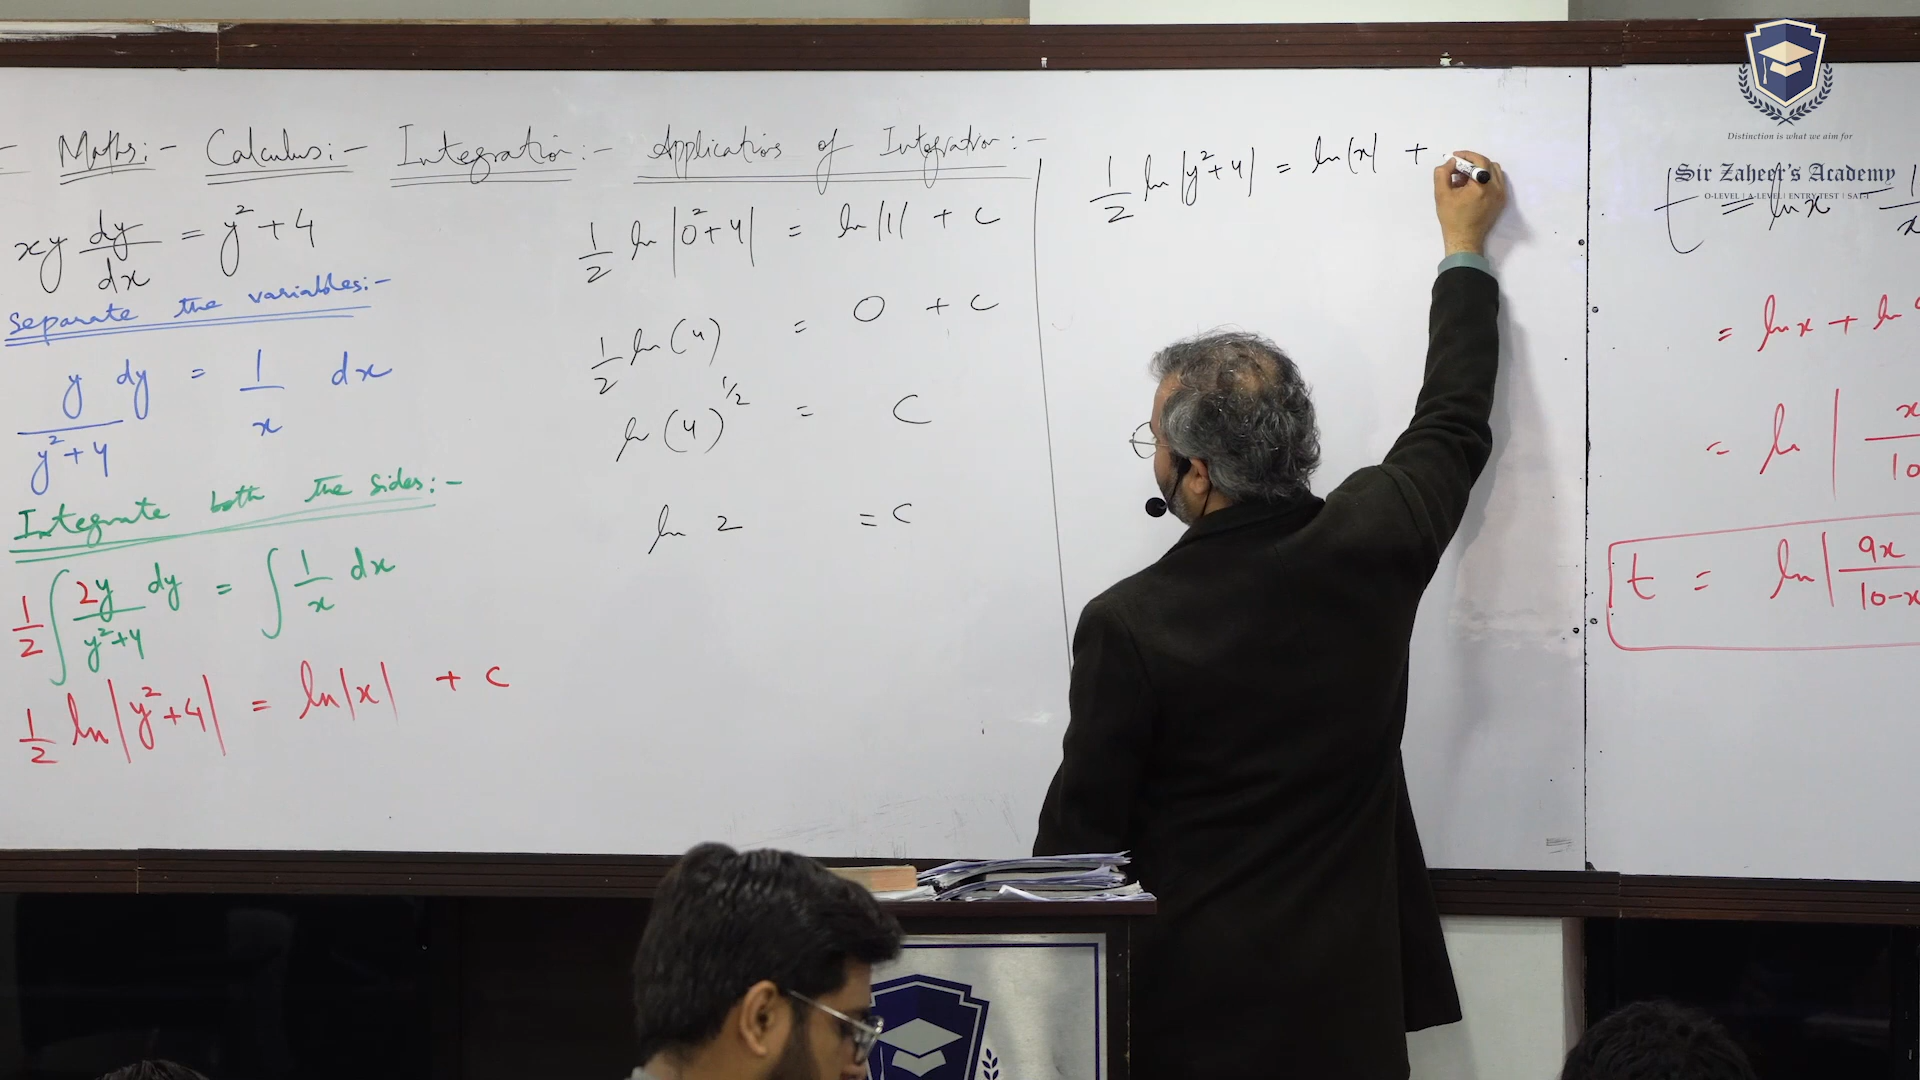 - Maths:- Calculus:- Integration:- Applications of Integration:-
xy dy/dx = y² + 4
Separate the variables:-
y/(y²+4) dy = 1/x dx
Integrate both the sides:-
1/2 ∫ 2y/(y²+4) dy = ∫ 1/x dx
1/2 ln|y²+4| = ln|x| + c
1/2 ln|0²+4| = ln|1| + c
1/2 ln(4) = 0 + c
ln(4)^1/2 = C
ln 2 = c
1/2 ln|y²+4| = ln|x| +
t = ln x
= ln x + ln 9
= ln | x / 10
t = ln | 9x / 10-x
Distinction is what we aim for
Sir Zaheer's Academy
O-LEVEL | A-LEVEL | ENTRY TEST | SAT-I